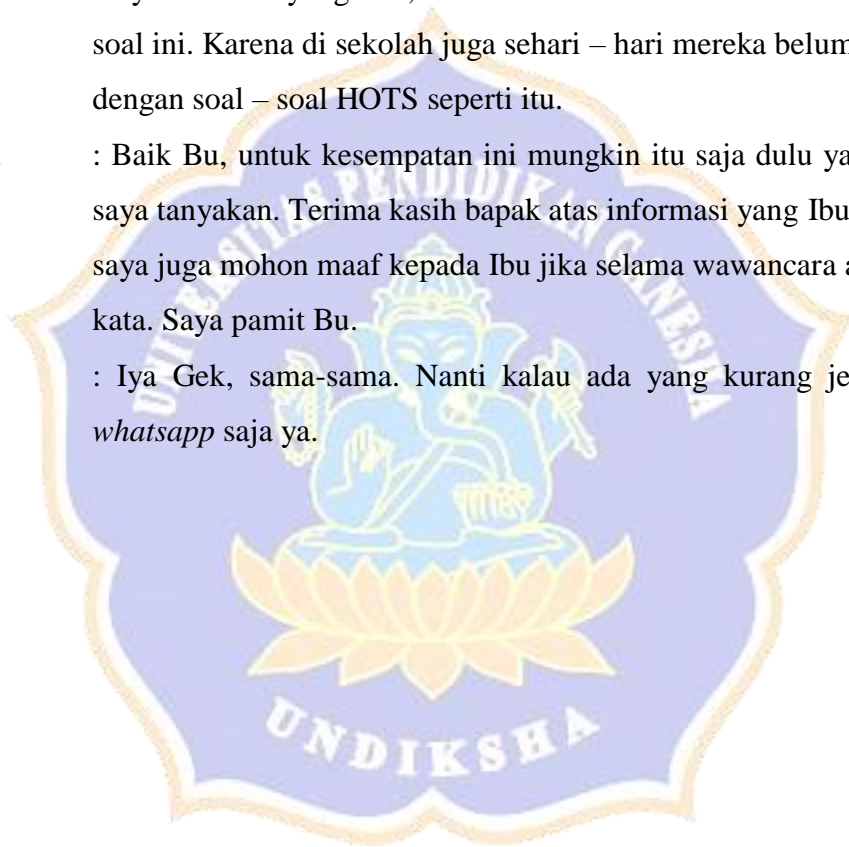 soal ini. Karena di sekolah juga sehari – hari mereka belum
dengan soal – soal HOTS seperti itu.
: Baik Bu, untuk kesempatan ini mungkin itu saja dulu
saya tanyakan. Terima kasih bapak atas informasi yang Ibu
saya juga mohon maaf kepada Ibu jika selama wawancara
kata. Saya pamit Bu.
: Iya Gek, sama-sama. Nanti kalau ada yang kurang
whatsapp saja ya.
UNIVERSITAS PENDIDIKAN GANESHA
UNDIKSHA